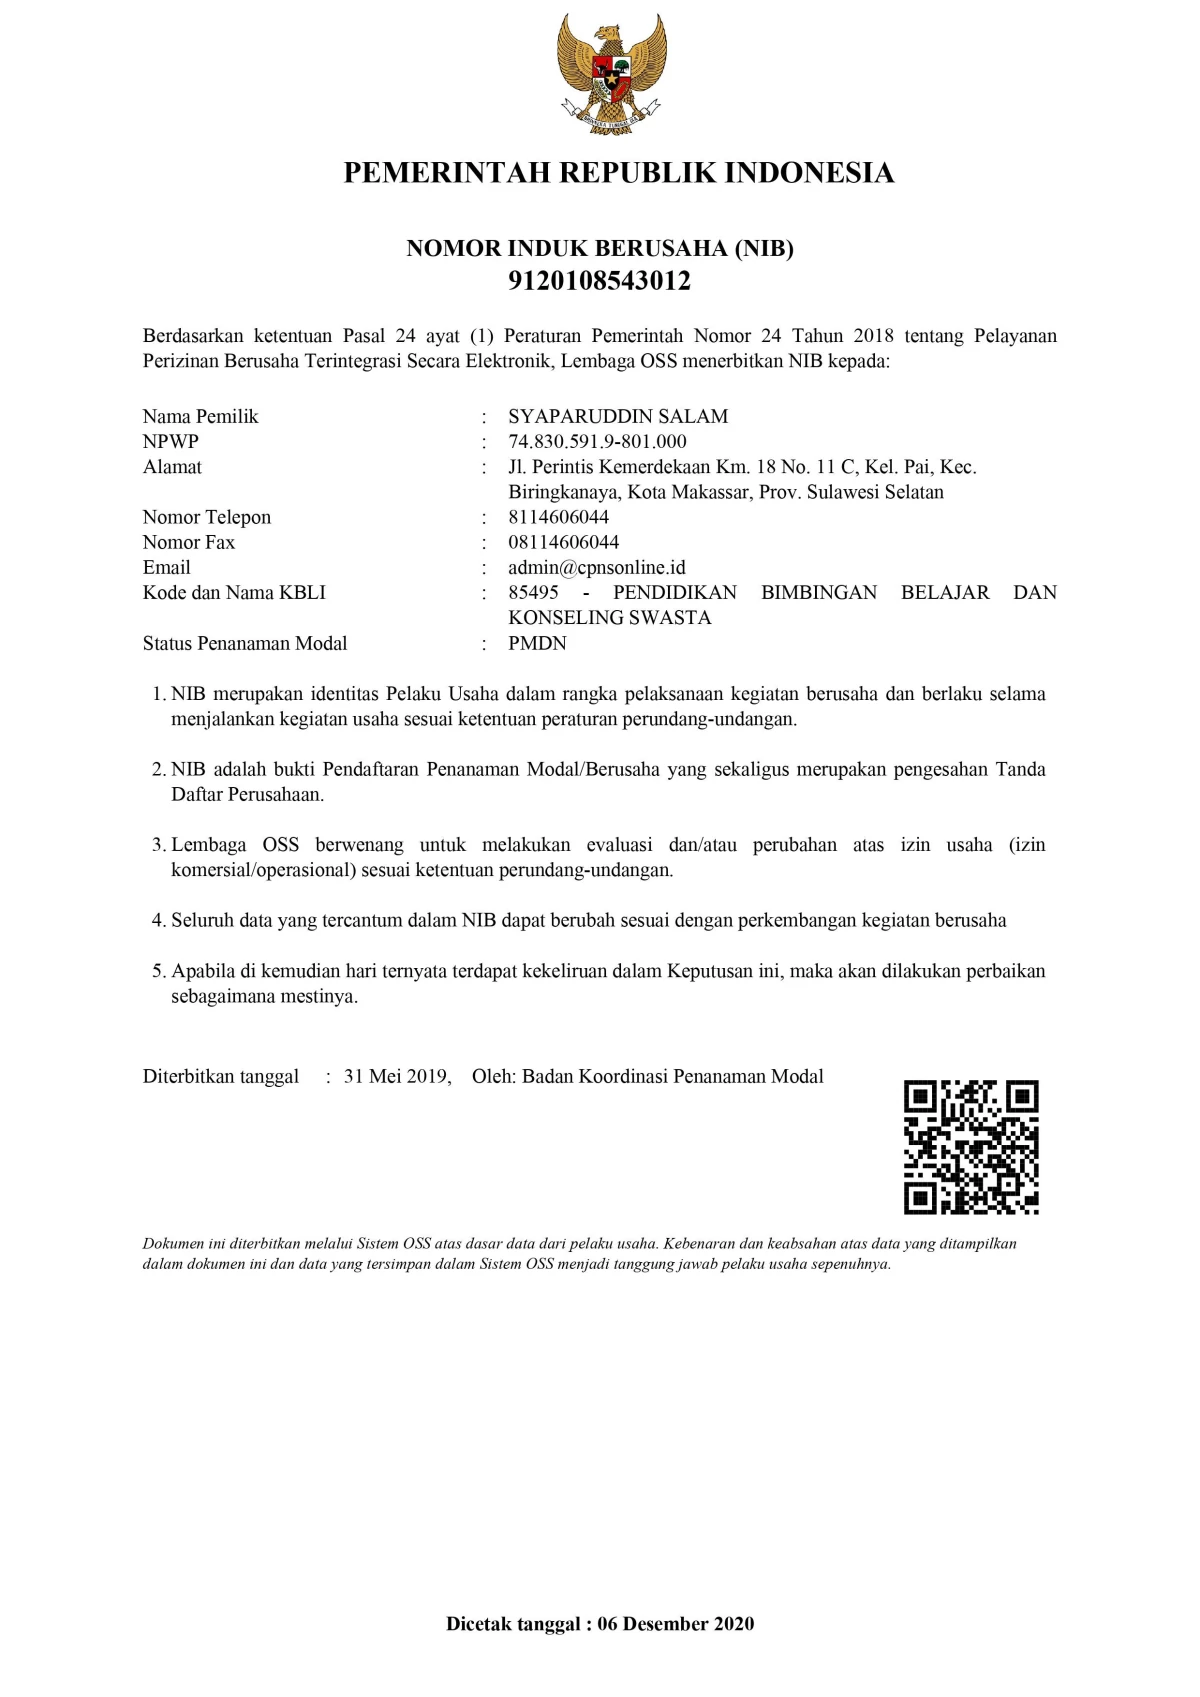 PEMERINTAH REPUBLIK INDONESIA
NOMOR INDUK BERUSAHA (NIB)
9120108543012
Berdasarkan ketentuan Pasal 24 ayat (1) Peraturan Pemerintah Nomor 24 Tahun 2018 tentang Pelayanan
Perizinan Berusaha Terintegrasi Secara Elektronik, Lembaga OSS menerbitkan NIB kepada:
Nama Pemilik : SYAPARUDDIN SALAM
NPWP : 74.830.591.9-801.000
Alamat : Jl. Perintis Kemerdekaan Km. 18 No. 11 C, Kel. Pai, Kec.
Biringkanaya, Kota Makassar, Prov. Sulawesi Selatan
Nomor Telepon : 8114606044
Nomor Fax : 08114606044
Email : admin@cpnsonline.id
Kode dan Nama KBLI : 85495 - PENDIDIKAN BIMBINGAN BELAJAR DAN
KONSELING SWASTA
Status Penanaman Modal : PMDN
1. NIB merupakan identitas Pelaku Usaha dalam rangka pelaksanaan kegiatan berusaha dan berlaku selama
menjalankan kegiatan usaha sesuai ketentuan peraturan perundang-undangan.
2. NIB adalah bukti Pendaftaran Penanaman Modal/Berusaha yang sekaligus merupakan pengesahan Tanda
Daftar Perusahaan.
3. Lembaga OSS berwenang untuk melakukan evaluasi dan/atau perubahan atas izin usaha (izin
komersial/operasional) sesuai ketentuan perundang-undangan.
4. Seluruh data yang tercantum dalam NIB dapat berubah sesuai dengan perkembangan kegiatan berusaha
5. Apabila di kemudian hari ternyata terdapat kekeliruan dalam Keputusan ini, maka akan dilakukan perbaikan
sebagaimana mestinya.
Diterbitkan tanggal : 31 Mei 2019, Oleh: Badan Koordinasi Penanaman Modal
Dokumen ini diterbitkan melalui Sistem OSS atas dasar data dari pelaku usaha. Kebenaran dan keabsahan atas data yang ditampilkan
dalam dokumen ini dan data yang tersimpan dalam Sistem OSS menjadi tanggung jawab pelaku usaha sepenuhnya.
Dicetak tanggal : 06 Desember 2020